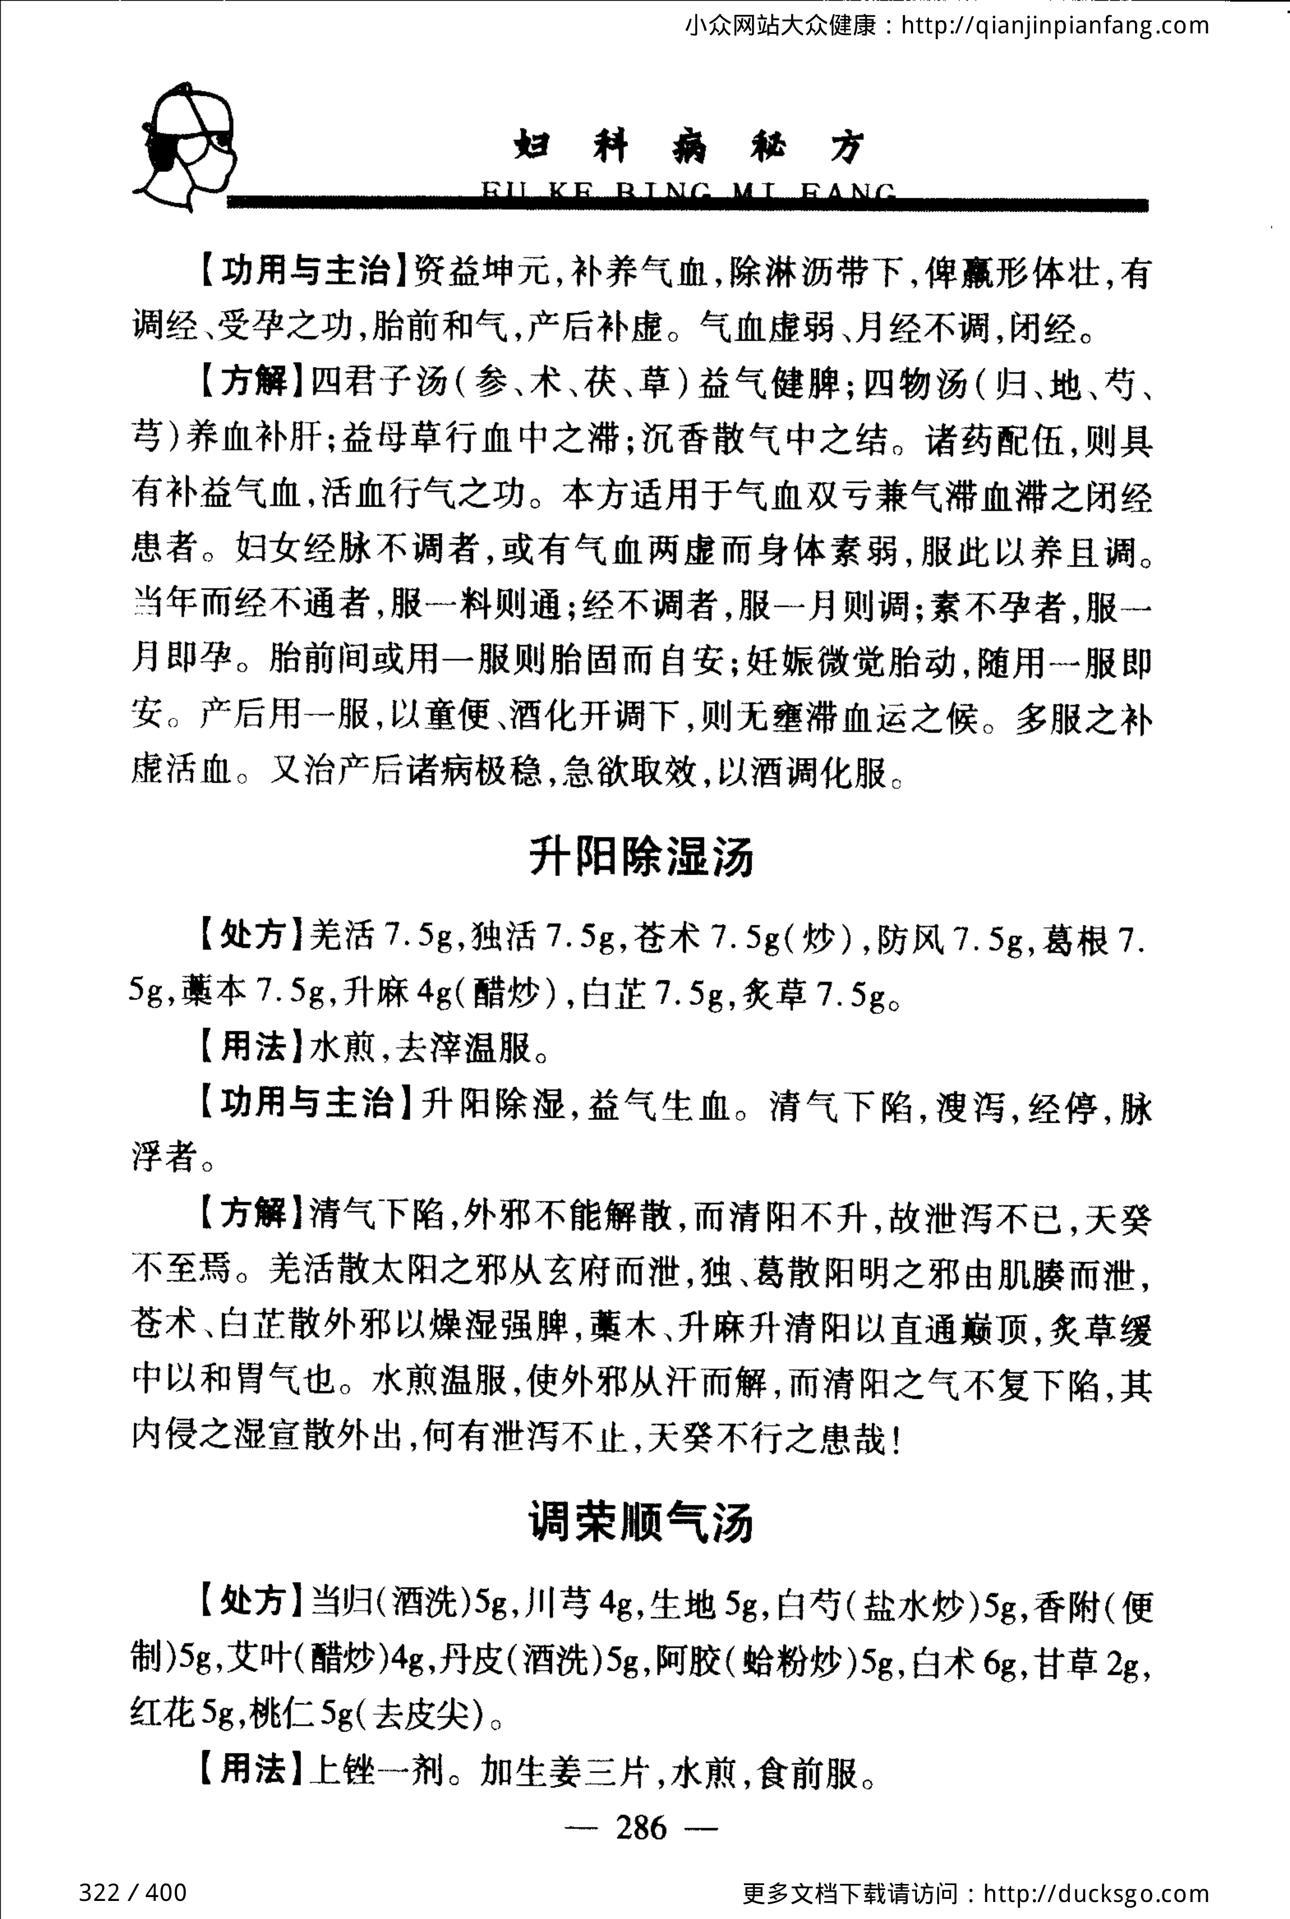 小众网站大众健康：http://qianjinpianfang.com
妇科病秘方
FU KE BING MI FANG
【功用与主治】资益坤元,补养气血,除淋沥带下,俾羸形体壮,有
调经、受孕之功,胎前和气,产后补虚。气血虚弱、月经不调,闭经。
【方解】四君子汤(参、术、茯、草)益气健脾;四物汤(归、地、芍、
芎)养血补肝;益母草行血中之滞;沉香散气中之结。诸药配伍,则具
有补益气血,活血行气之功。本方适用于气血双亏兼气滞血滞之闭经
患者。妇女经脉不调者,或有气血两虚而身体素弱,服此以养且调。
当年而经不通者,服一料则通;经不调者,服一月则调;素不孕者,服一
月即孕。胎前间或用一服则胎固而自安;妊娠微觉胎动,随用一服即
安。产后用一服,以童便、酒化开调下,则无壅滞血运之候。多服之补
虚活血。又治产后诸病极稳,急欲取效,以酒调化服。
升阳除湿汤
【处方】羌活 7.5g,独活 7.5g,苍术 7.5g(炒),防风 7.5g,葛根 7.
5g,藁本 7.5g,升麻 4g(醋炒),白芷 7.5g,炙草 7.5g。
【用法】水煎,去滓温服。
【功用与主治】升阳除湿,益气生血。清气下陷,溲泻,经停,脉
浮者。
【方解】清气下陷,外邪不能解散,而清阳不升,故泄泻不已,天癸
不至焉。羌活散太阳之邪从玄府而泄,独、葛散阳明之邪由肌腠而泄,
苍术、白芷散外邪以燥湿强脾,藁木、升麻升清阳以直通巅顶,炙草缓
中以和胃气也。水煎温服,使外邪从汗而解,而清阳之气不复下陷,其
内侵之湿宣散外出,何有泄泻不止,天癸不行之患哉!
调荣顺气汤
【处方】当归(酒洗)5g,川芎 4g,生地 5g,白芍(盐水炒)5g,香附(便
制)5g,艾叶(醋炒)4g,丹皮(酒洗)5g,阿胶(蛤粉炒)5g,白术 6g,甘草 2g,
红花 5g,桃仁 5g(去皮尖)。
【用法】上锉一剂。加生姜三片,水煎,食前服。
— 286 —
322 / 400
更多文档下载请访问：http://ducksgo.com